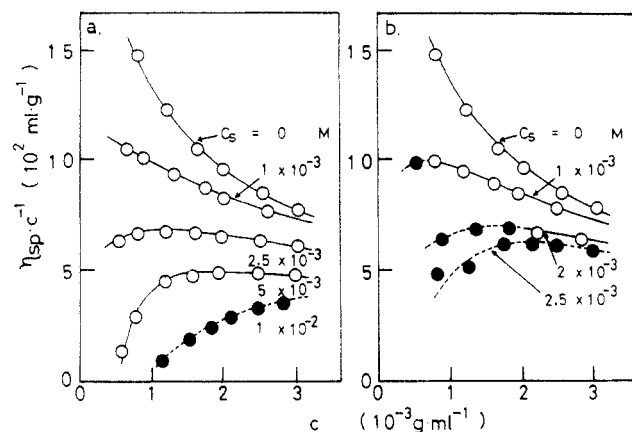 a.
b.
15
10
5
0
15
10
5
0
ηsp·c⁻¹ (10² ml·g⁻¹)
Cs = 0 M
1 × 10⁻³
2.5 × 10⁻³
5 × 10⁻³
1 × 10⁻²
Cs = 0 M
1 × 10⁻³
2 × 10⁻³
2.5 × 10⁻³
0 1 2 3
0 1 2 3
c (10⁻³ g·ml⁻¹)